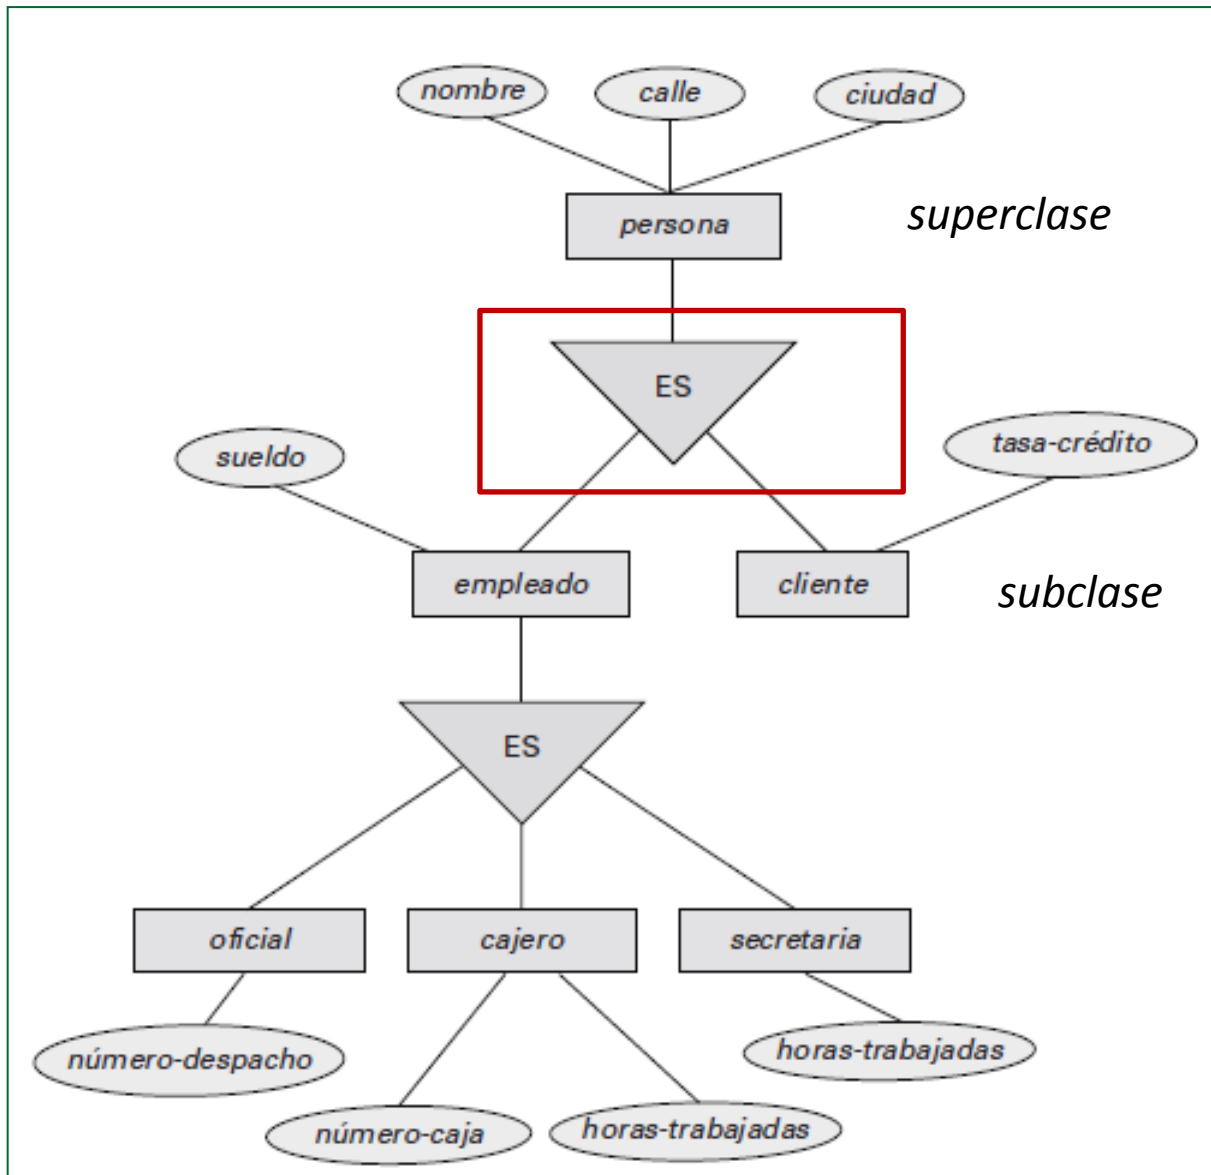 nombre
calle
ciudad
persona
superclase
ES
sueldo
tasa-crédito
empleado
cliente
subclase
ES
oficial
cajero
secretaria
número-despacho
horas-trabajadas
número-caja
horas-trabajadas